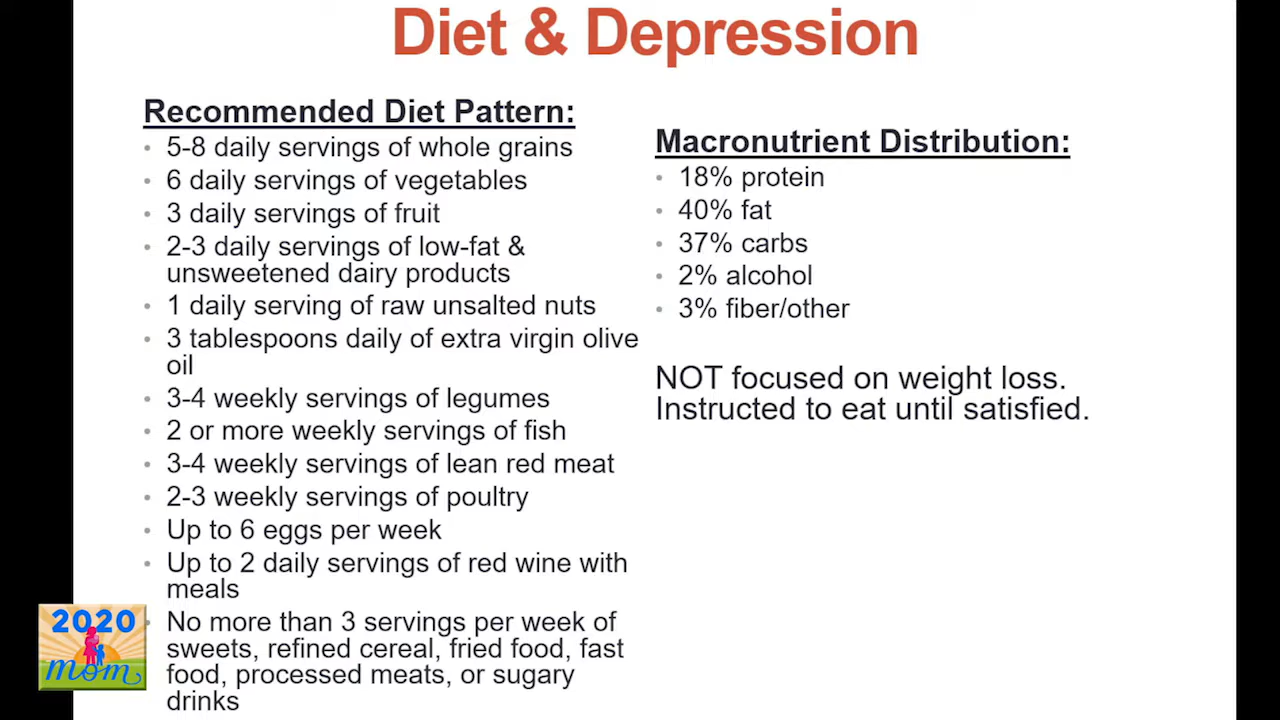 Diet & Depression
Recommended Diet Pattern:
• 5-8 daily servings of whole grains
• 6 daily servings of vegetables
• 3 daily servings of fruit
• 2-3 daily servings of low-fat &
unsweetened dairy products
• 1 daily serving of raw unsalted nuts
• 3 tablespoons daily of extra virgin olive
oil
• 3-4 weekly servings of legumes
• 2 or more weekly servings of fish
• 3-4 weekly servings of lean red meat
• 2-3 weekly servings of poultry
• Up to 6 eggs per week
• Up to 2 daily servings of red wine with
meals
• No more than 3 servings per week of
sweets, refined cereal, fried food, fast
food, processed meats, or sugary
drinks
Macronutrient Distribution:
• 18% protein
• 40% fat
• 37% carbs
• 2% alcohol
• 3% fiber/other
NOT focused on weight loss.
Instructed to eat until satisfied.
2020
mom